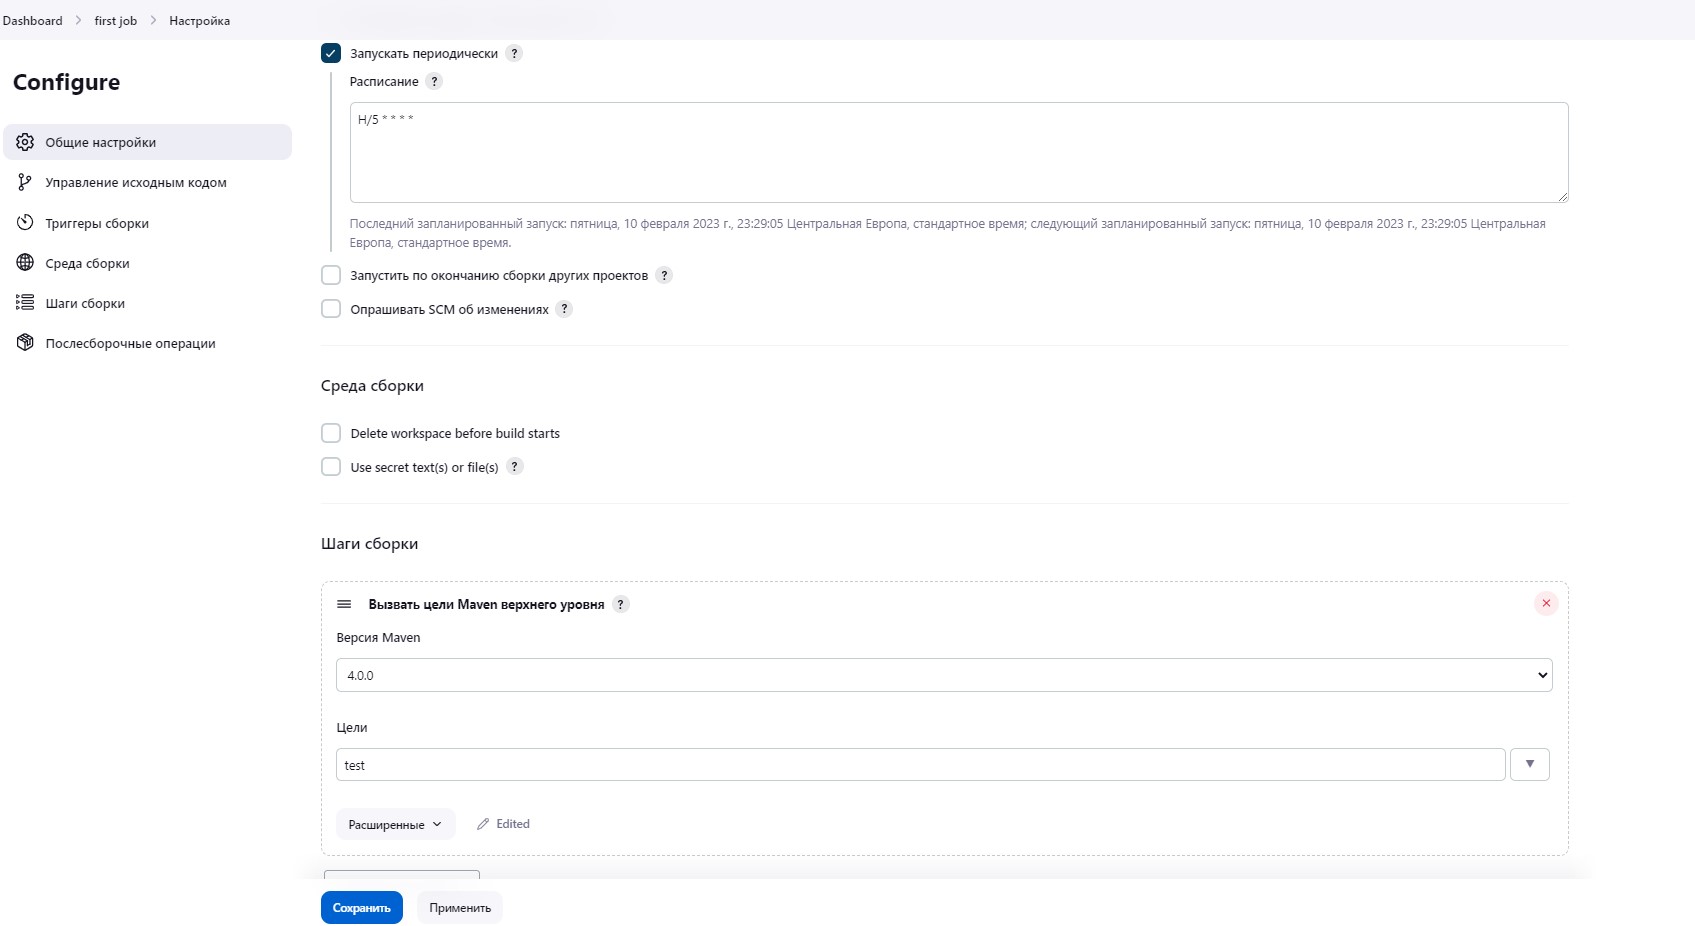 Dashboard > first job > Настройка
Configure
Общие настройки
Управление исходным кодом
Триггеры сборки
Среда сборки
Шаги сборки
Послесборочные операции
Запускать периодически ?
Расписание ?
H/5 * * * *
Последний запланированный запуск: пятница, 10 февраля 2023 г., 23:29:05 Центральная Европа, стандартное время; следующий запланированный запуск: пятница, 10 февраля 2023 г., 23:29:05 Центральная
Европа, стандартное время.
Запустить по окончанию сборки других проектов ?
Опрашивать SCM об изменениях ?
Среда сборки
Delete workspace before build starts
Use secret text(s) or file(s) ?
Шаги сборки
Вызвать цели Maven верхнего уровня ?
Версия Maven
4.0.0
Цели
test
Расширенные
Edited
Сохранить
Применить